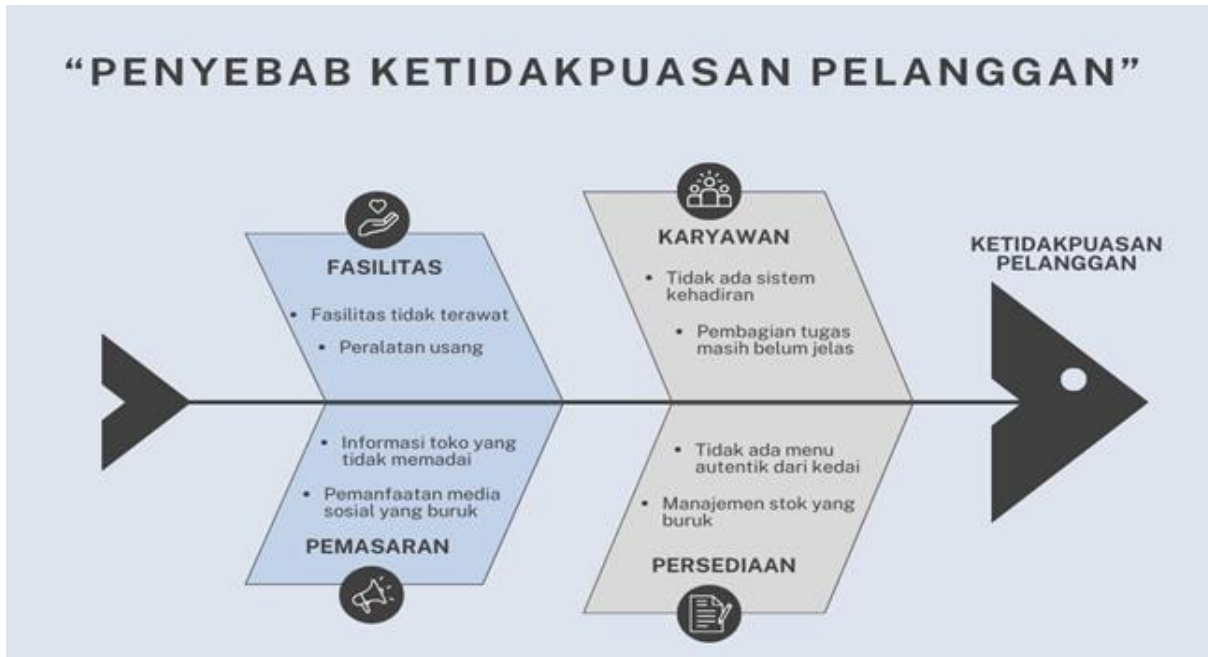 “PENYEBAB KETIDAKPUASAN PELANGGAN”
FASILITAS
• Fasilitas tidak terawat
• Peralatan usang
KARYAWAN
• Tidak ada sistem
kehadiran
• Pembagian tugas
masih belum jelas
KETIDAKPUASAN
PELANGGAN
• Informasi toko yang
tidak memadai
• Pemanfaatan media
sosial yang buruk
PEMASARAN
• Tidak ada menu
autentik dari kedai
• Manajemen stok yang
buruk
PERSEDIAAN